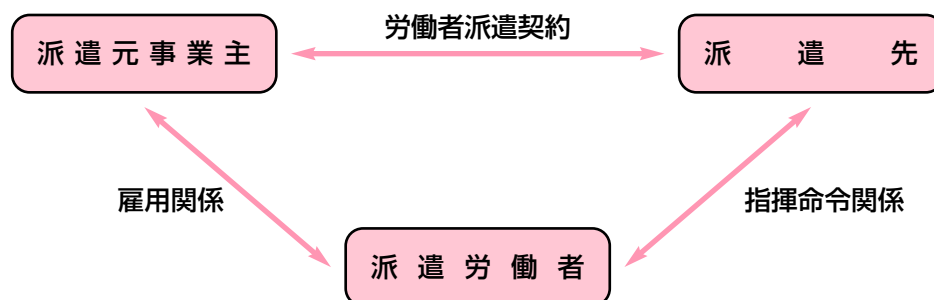 労働者派遣契約
派遣元事業主
派遣先
雇用関係
指揮命令関係
派遣労働者